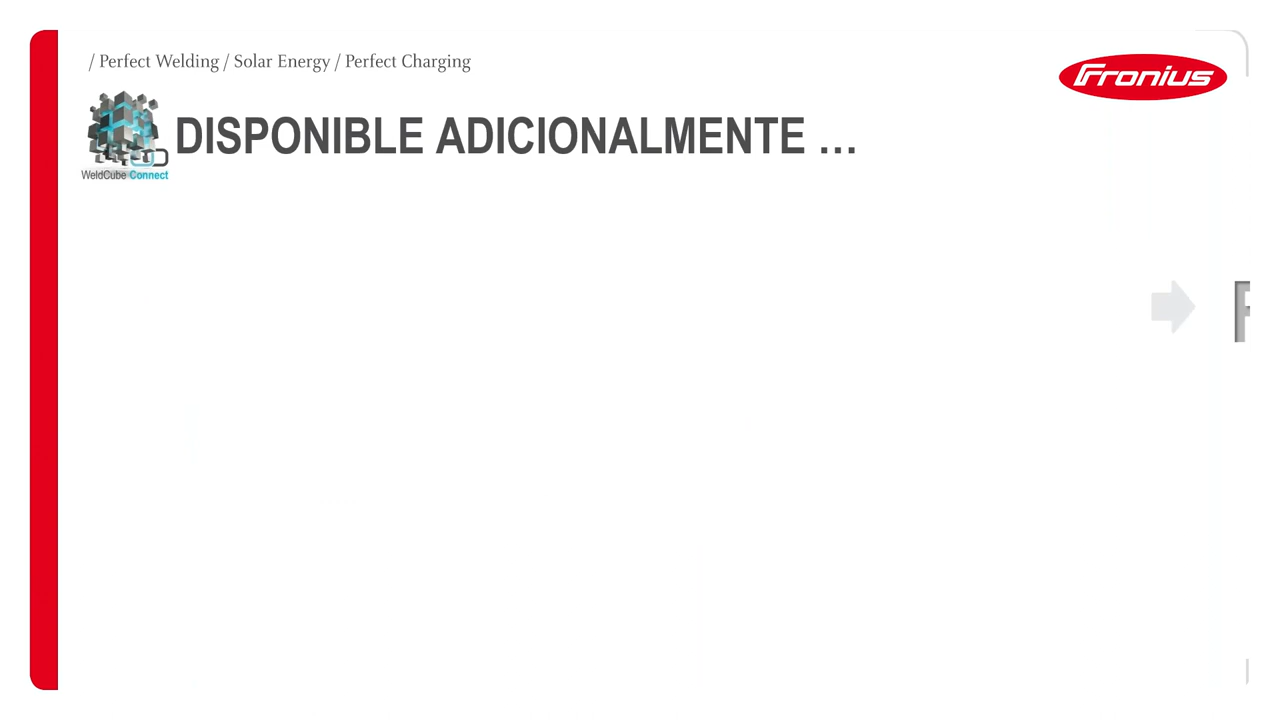 / Perfect Welding / Solar Energy / Perfect Charging
Fronius
DISPONIBLE ADICIONALMENTE ...
WeldCube Connect